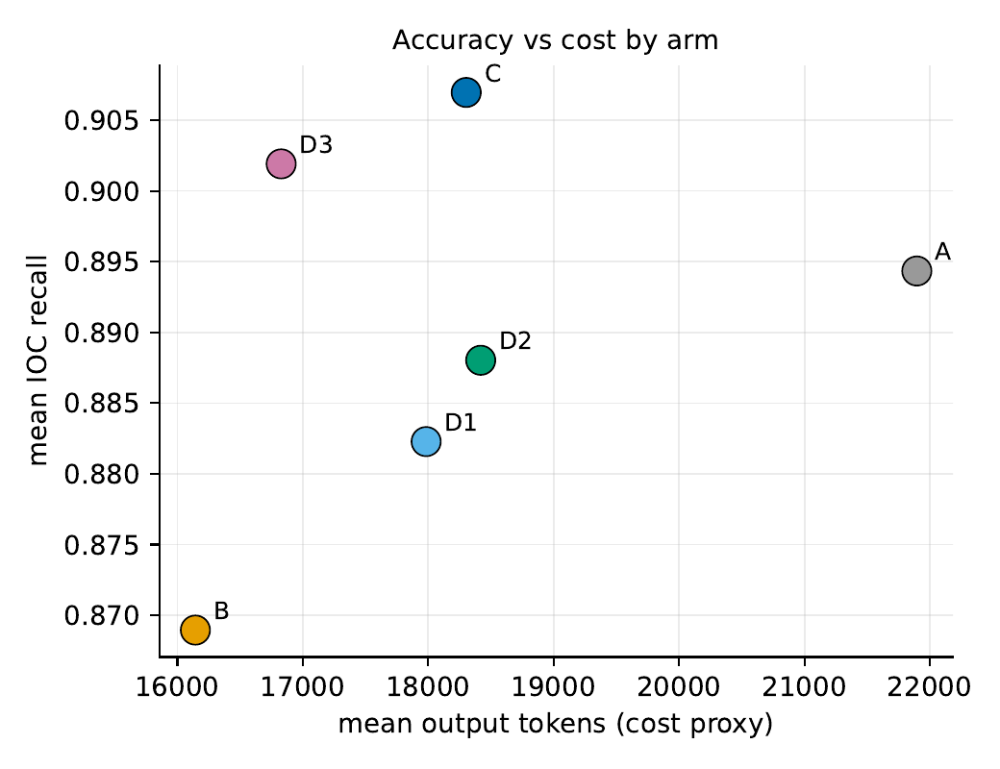 Accuracy vs cost by arm
C
0.905
D3
0.900
0.895
A
0.890
D2
0.885
D1
0.880
0.875
0.870
B
mean IOC recall
16000 17000 18000 19000 20000 21000 22000
mean output tokens (cost proxy)